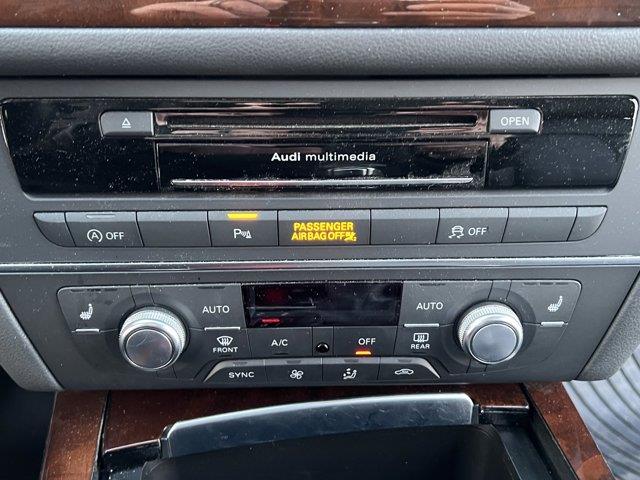 OPEN
Audi multimedia
A OFF
P
PASSENGER
AIRBAG OFF
OFF
AUTO
AUTO
FRONT
A/C
OFF
REAR
SYNC